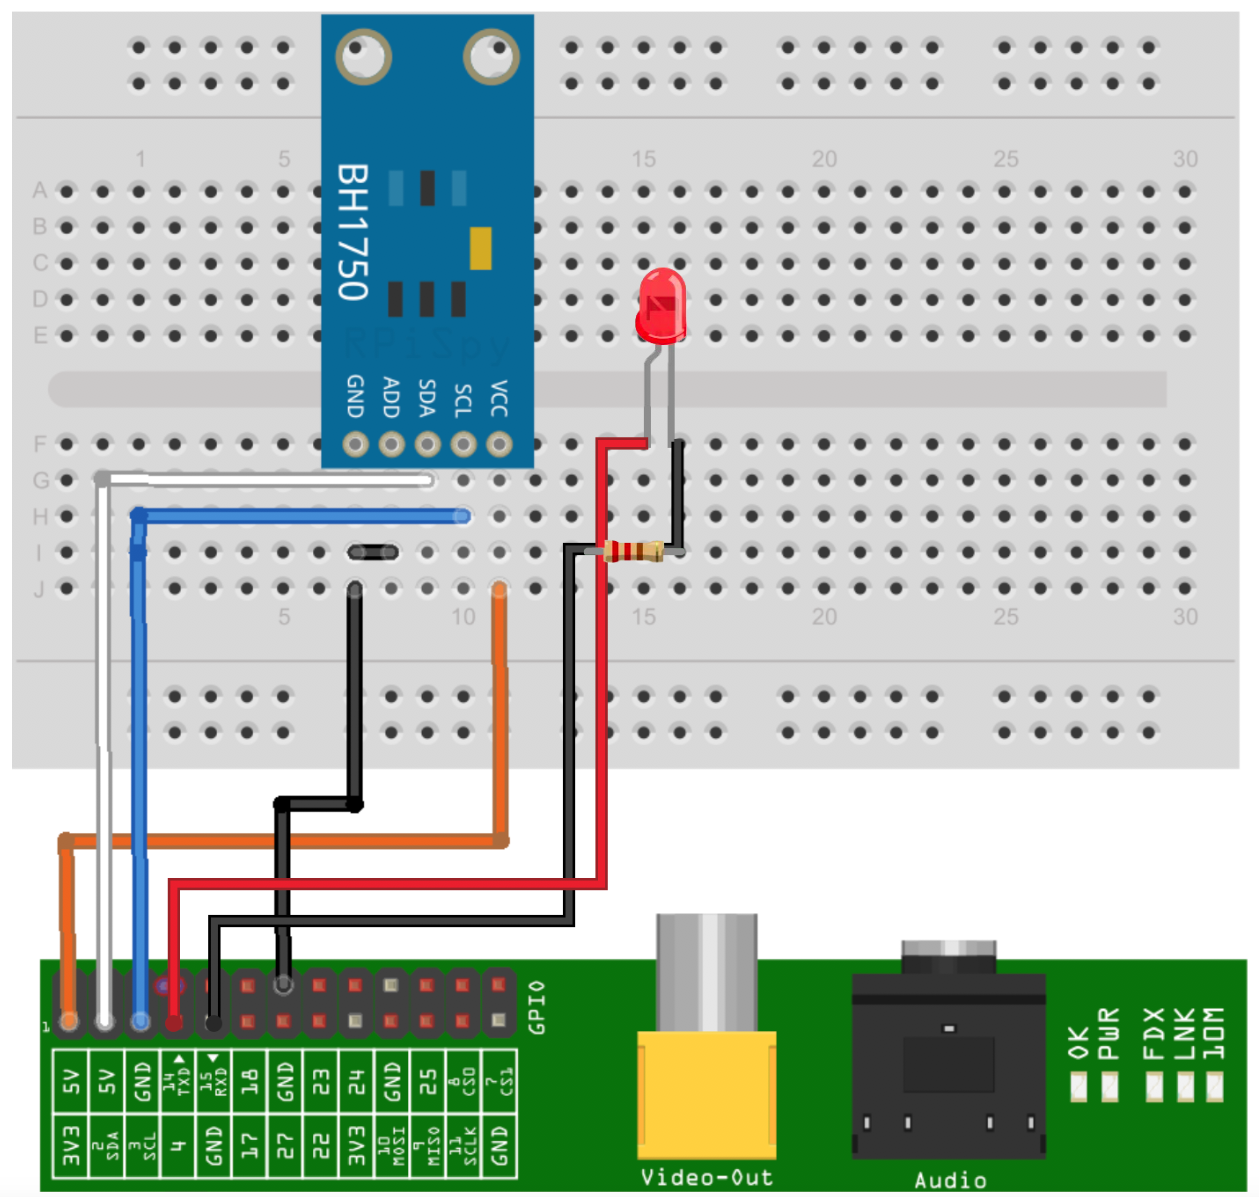 1 5 15 20 25 30
A
B
C
D
E
BH1750
RPiSpy
GND ADD SDA SCL VCC
F
G
H
I
J
5 10 15 20 25 30
1
GPIO
5V 5V GND 14 TXD 15 RXD 18 GND 23 24 GND 25 8 CS0 7 CS1
3V3 2 SDA 3 SCL 4 GND 17 27 22 3V3 10 MOSI 9 MISO 11 SCLK GND
Video-Out
Audio
OK PWR FDX LNK 10M